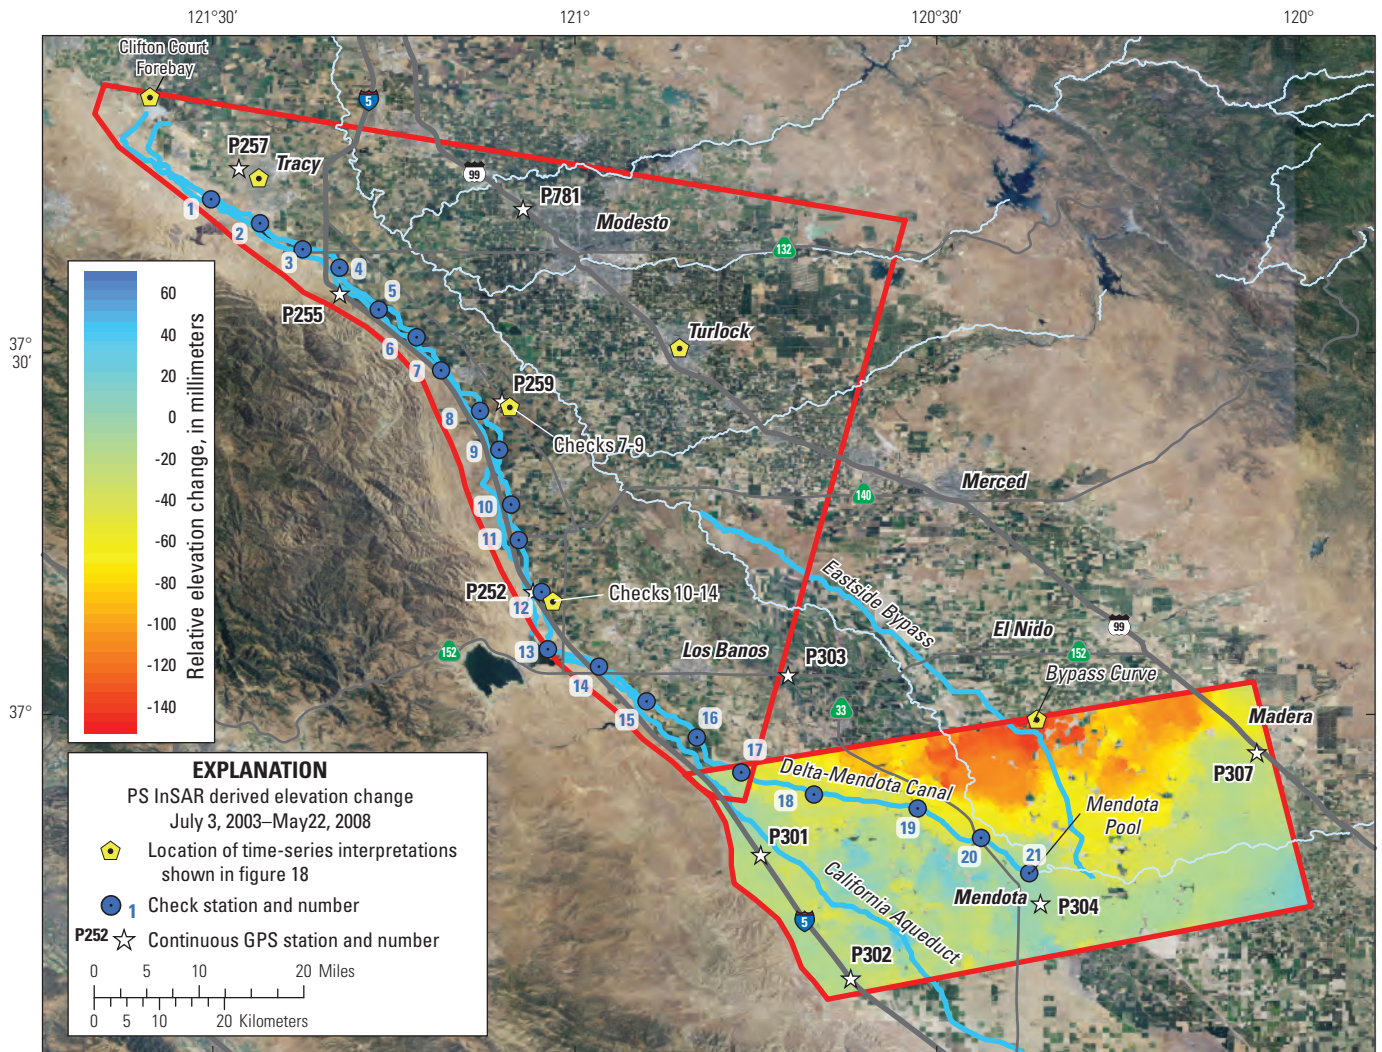 121°30'
121°
120°30'
120°
Clifton Court
Forebay
5
P257
Tracy
99
P781
Modesto
132
1
2
3
4
5
P255
6
7
37°
30'
Turlock
P259
Checks 7-9
8
9
10
11
140
Merced
P252
12
Checks 10-14
Eastside Bypass
99
El Nido
152
13
152
Los Banos
P303
Bypass Curve
14
15
16
33
37°
Madera
17
Delta-Mendota Canal
P307
18
19
Mendota
Pool
20
21
P301
California Aqueduct
Mendota
P304
5
P302
Relative elevation change, in millimeters
60
40
20
0
-20
-40
-60
-80
-100
-120
-140
EXPLANATION
PS InSAR derived elevation change
July 3, 2003–May22, 2008
Location of time-series interpretations
shown in figure 18
1 Check station and number
P252 Continuous GPS station and number
0 5 10 20 Miles
0 5 10 20 Kilometers